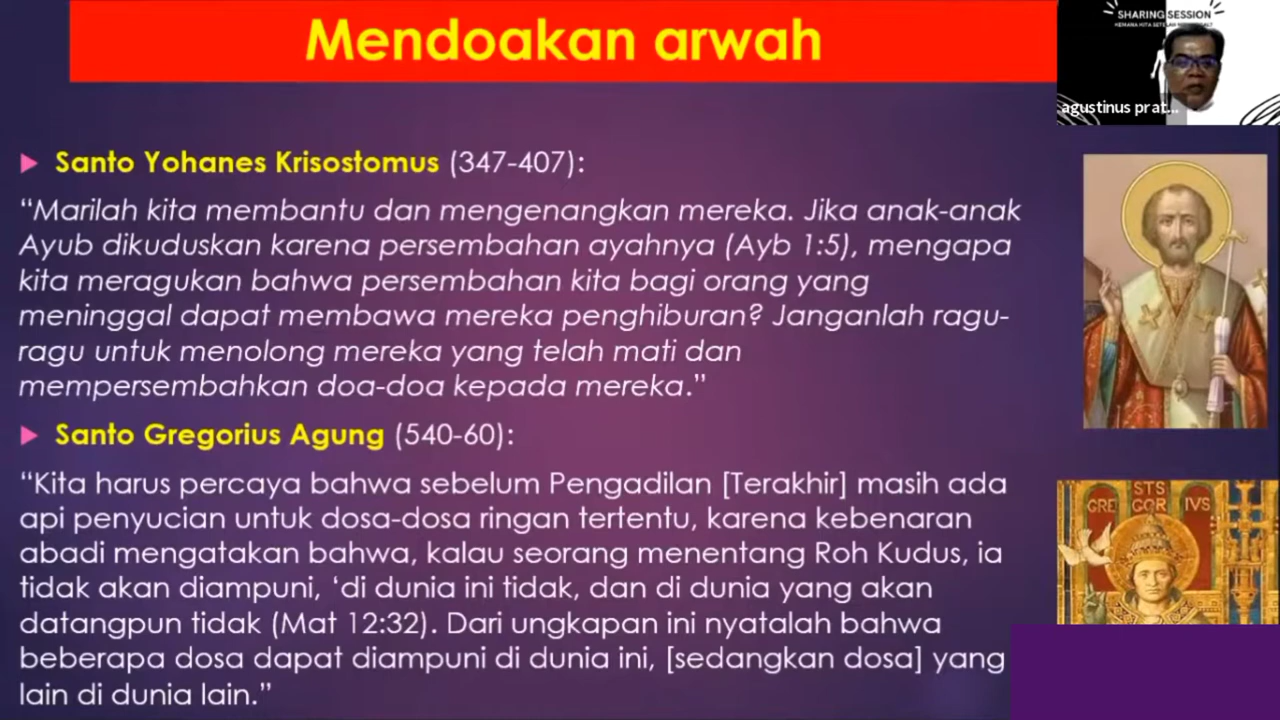 Mendoakan arwah
SHARING SESSION
agustinus prat...
Santo Yohanes Krisostomus (347-407):
“Marilah kita membantu dan mengenangkan mereka. Jika anak-anak
Ayub dikuduskan karena persembahan ayahnya (Ayb 1:5), mengapa
kita meragukan bahwa persembahan kita bagi orang yang
meninggal dapat membawa mereka penghiburan? Janganlah ragu-
ragu untuk menolong mereka yang telah mati dan
mempersembahkan doa-doa kepada mereka.”
Santo Gregorius Agung (540-60):
“Kita harus percaya bahwa sebelum Pengadilan [Terakhir] masih ada
api penyucian untuk dosa-dosa ringan tertentu, karena kebenaran
abadi mengatakan bahwa, kalau seorang menentang Roh Kudus, ia
tidak akan diampuni, ‘di dunia ini tidak, dan di dunia yang akan
datangpun tidak (Mat 12:32). Dari ungkapan ini nyatalah bahwa
beberapa dosa dapat diampuni di dunia ini, [sedangkan dosa] yang
lain di dunia lain.”
STS
GRE GOR IVS